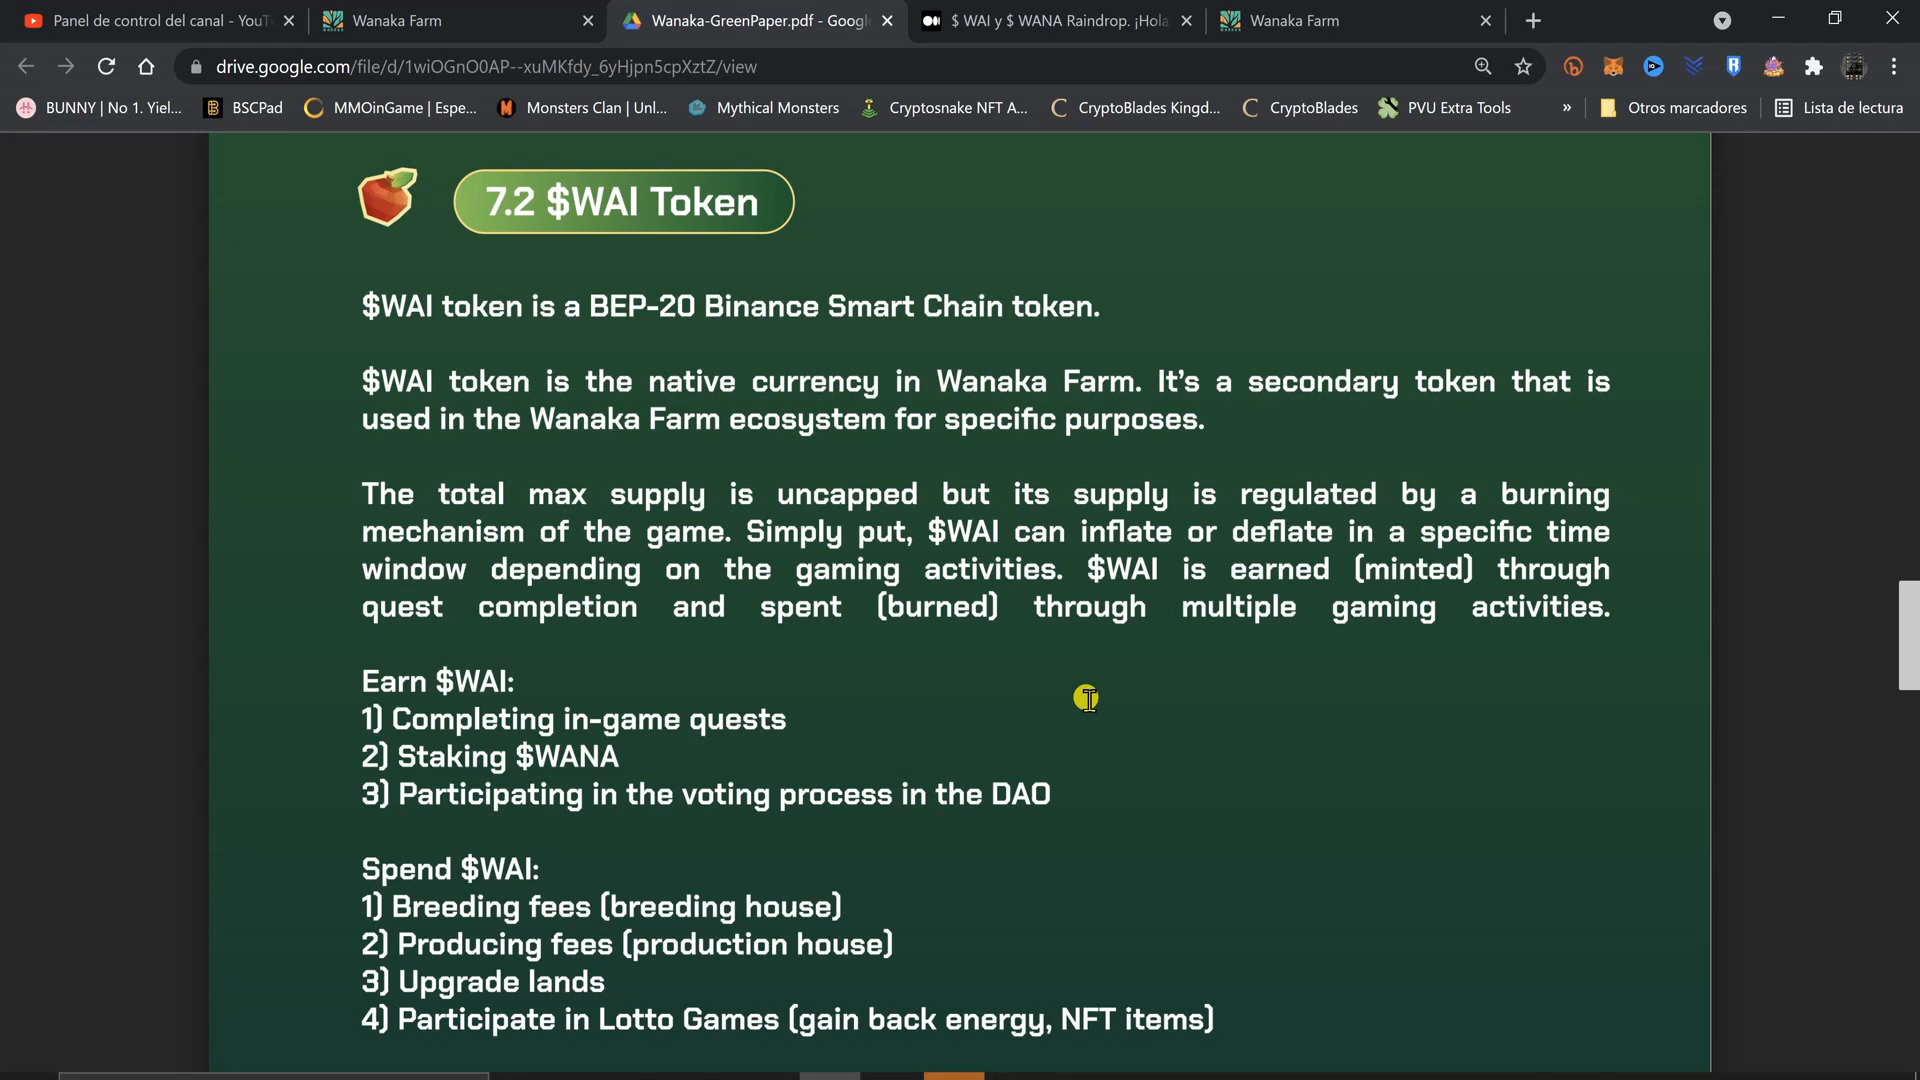 Panel de control del canal - YouT
Wanaka Farm
Wanaka-GreenPaper.pdf - Google
$ WAI y $ WANA Raindrop. ¡Hola
Wanaka Farm
drive.google.com/file/d/1wiOGnO0AP--xuMKfdy_6yHjpn5cpXztZ/view
BUNNY | No 1. Yiel...
BSCPad
MMOinGame | Espe...
Monsters Clan | Unl...
Mythical Monsters
Cryptosnake NFT A...
CryptoBlades Kingd...
CryptoBlades
PVU Extra Tools
»
Otros marcadores
Lista de lectura
7.2 $WAI Token
$WAI token is a BEP-20 Binance Smart Chain token.
$WAI token is the native currency in Wanaka Farm. It's a secondary token that is
used in the Wanaka Farm ecosystem for specific purposes.
The total max supply is uncapped but its supply is regulated by a burning
mechanism of the game. Simply put, $WAI can inflate or deflate in a specific time
window depending on the gaming activities. $WAI is earned (minted) through
quest completion and spent (burned) through multiple gaming activities.
Earn $WAI:
1) Completing in-game quests
2) Staking $WANA
3) Participating in the voting process in the DAO
Spend $WAI:
1) Breeding fees (breeding house)
2) Producing fees (production house)
3) Upgrade lands
4) Participate in Lotto Games (gain back energy, NFT items)